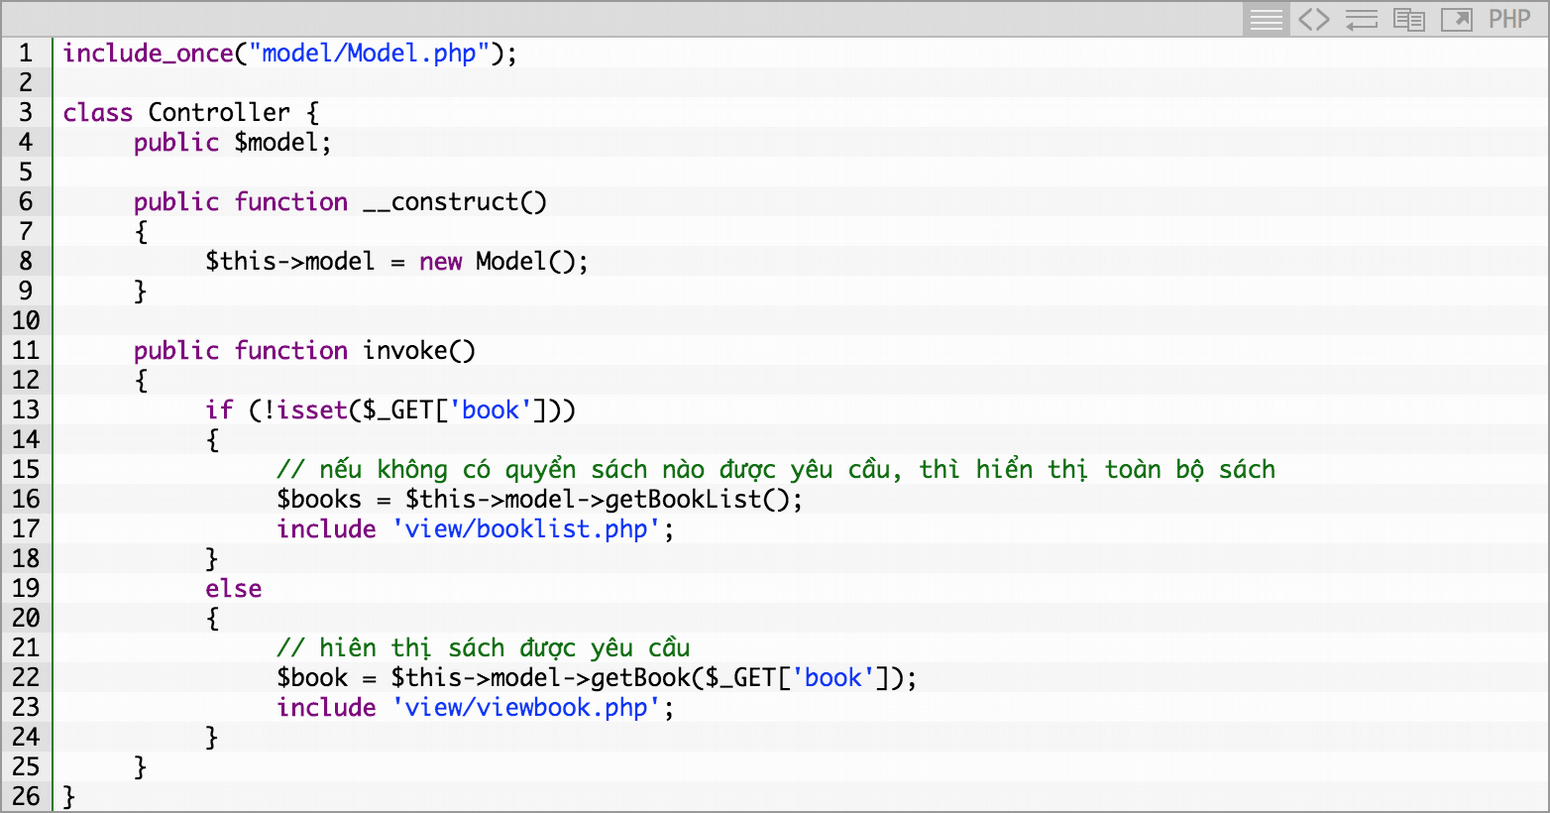 PHP
1 include_once("model/Model.php");
2
3 class Controller {
4 public $model;
5
6 public function __construct()
7 {
8 $this->model = new Model();
9 }
10
11 public function invoke()
12 {
13 if (!isset($_GET['book']))
14 {
15 // nếu không có quyển sách nào được yêu cầu, thì hiển thị toàn bộ sách
16 $books = $this->model->getBookList();
17 include 'view/booklist.php';
18 }
19 else
20 {
21 // hiên thị sách được yêu cầu
22 $book = $this->model->getBook($_GET['book']);
23 include 'view/viewbook.php';
24 }
25 }
26 }